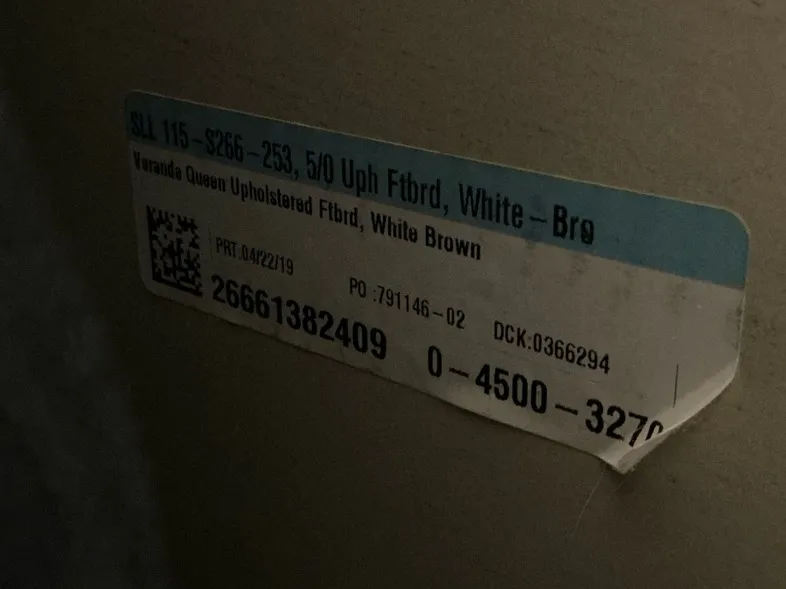 SLL 115-S266-253, 5/0 Uph Ftbrd, White-Brg
Veranda Queen Upholstered Ftbrd, White Brown
PRT:04/22/19 PO :791146-02 DCK:0366294
26661382409 0-4500-327